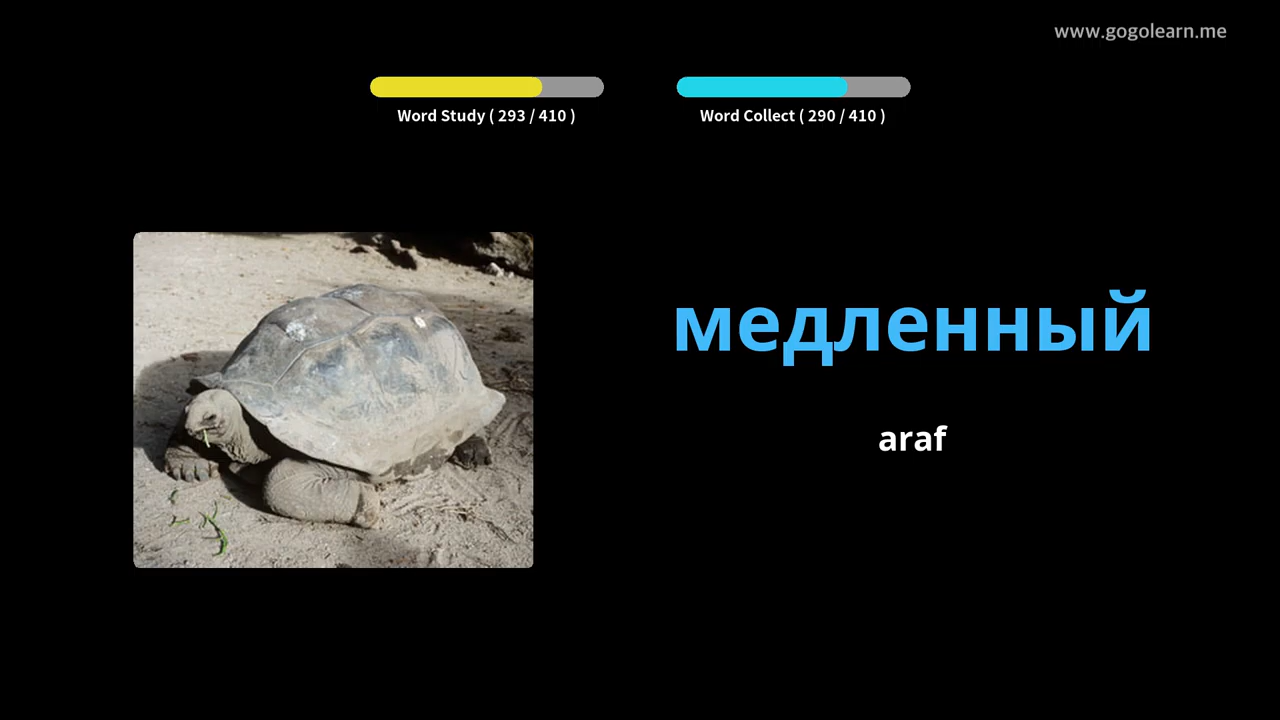 www.gogolearn.me
Word Study ( 293 / 410 )
Word Collect ( 290 / 410 )
медленный
araf